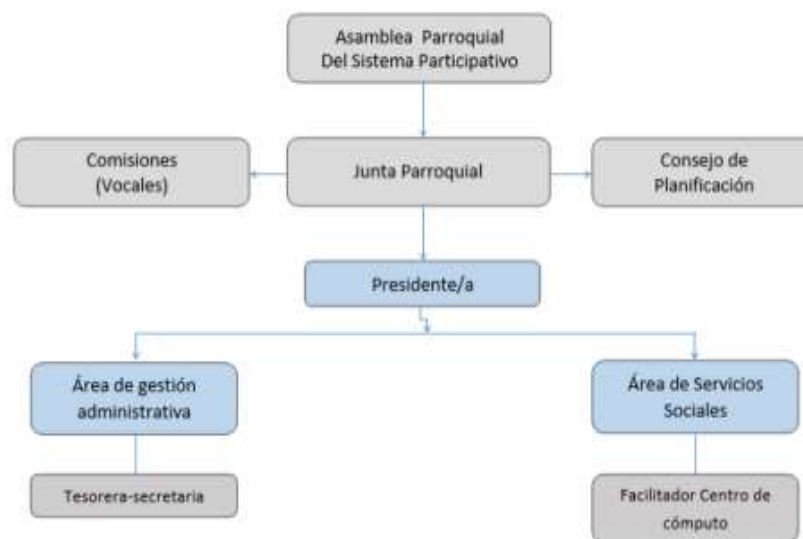 Asamblea Parroquial
Del Sistema Participativo
Comisiones
(Vocales)
Junta Parroquial
Consejo de
Planificación
Presidente/a
Área de gestión
administrativa
Área de Servicios
Sociales
Tesorera-secretaria
Facilitador Centro de
cómputo